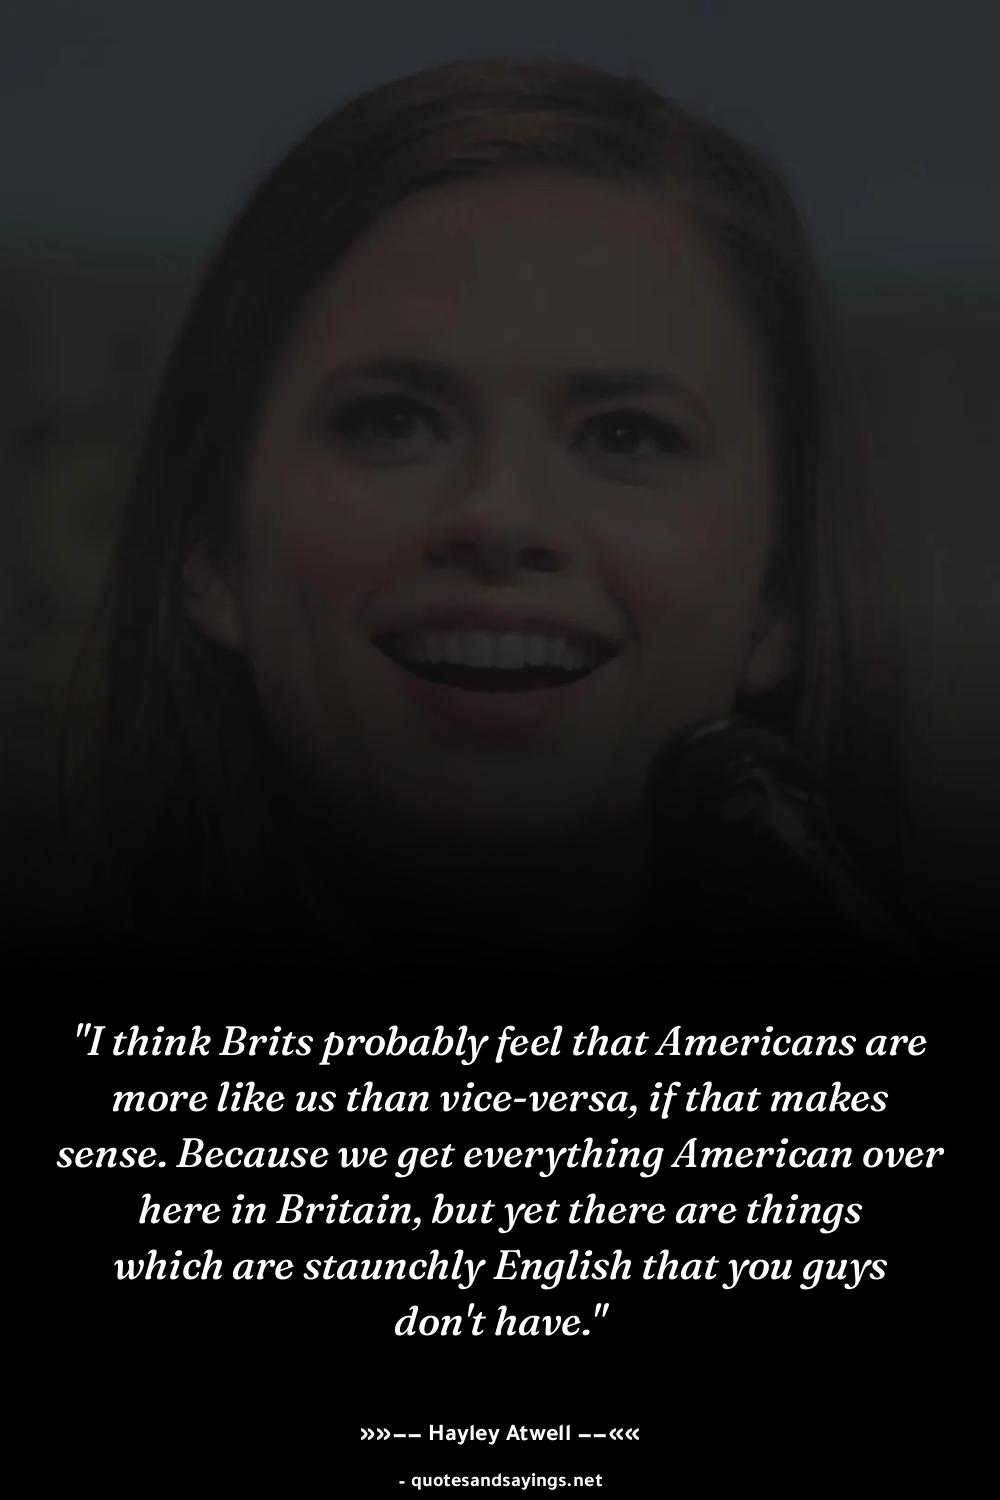 "I think Brits probably feel that Americans are
more like us than vice-versa, if that makes
sense. Because we get everything American over
here in Britain, but yet there are things
which are staunchly English that you guys
don't have."
»»−− Hayley Atwell −−««
- quotesandsayings.net